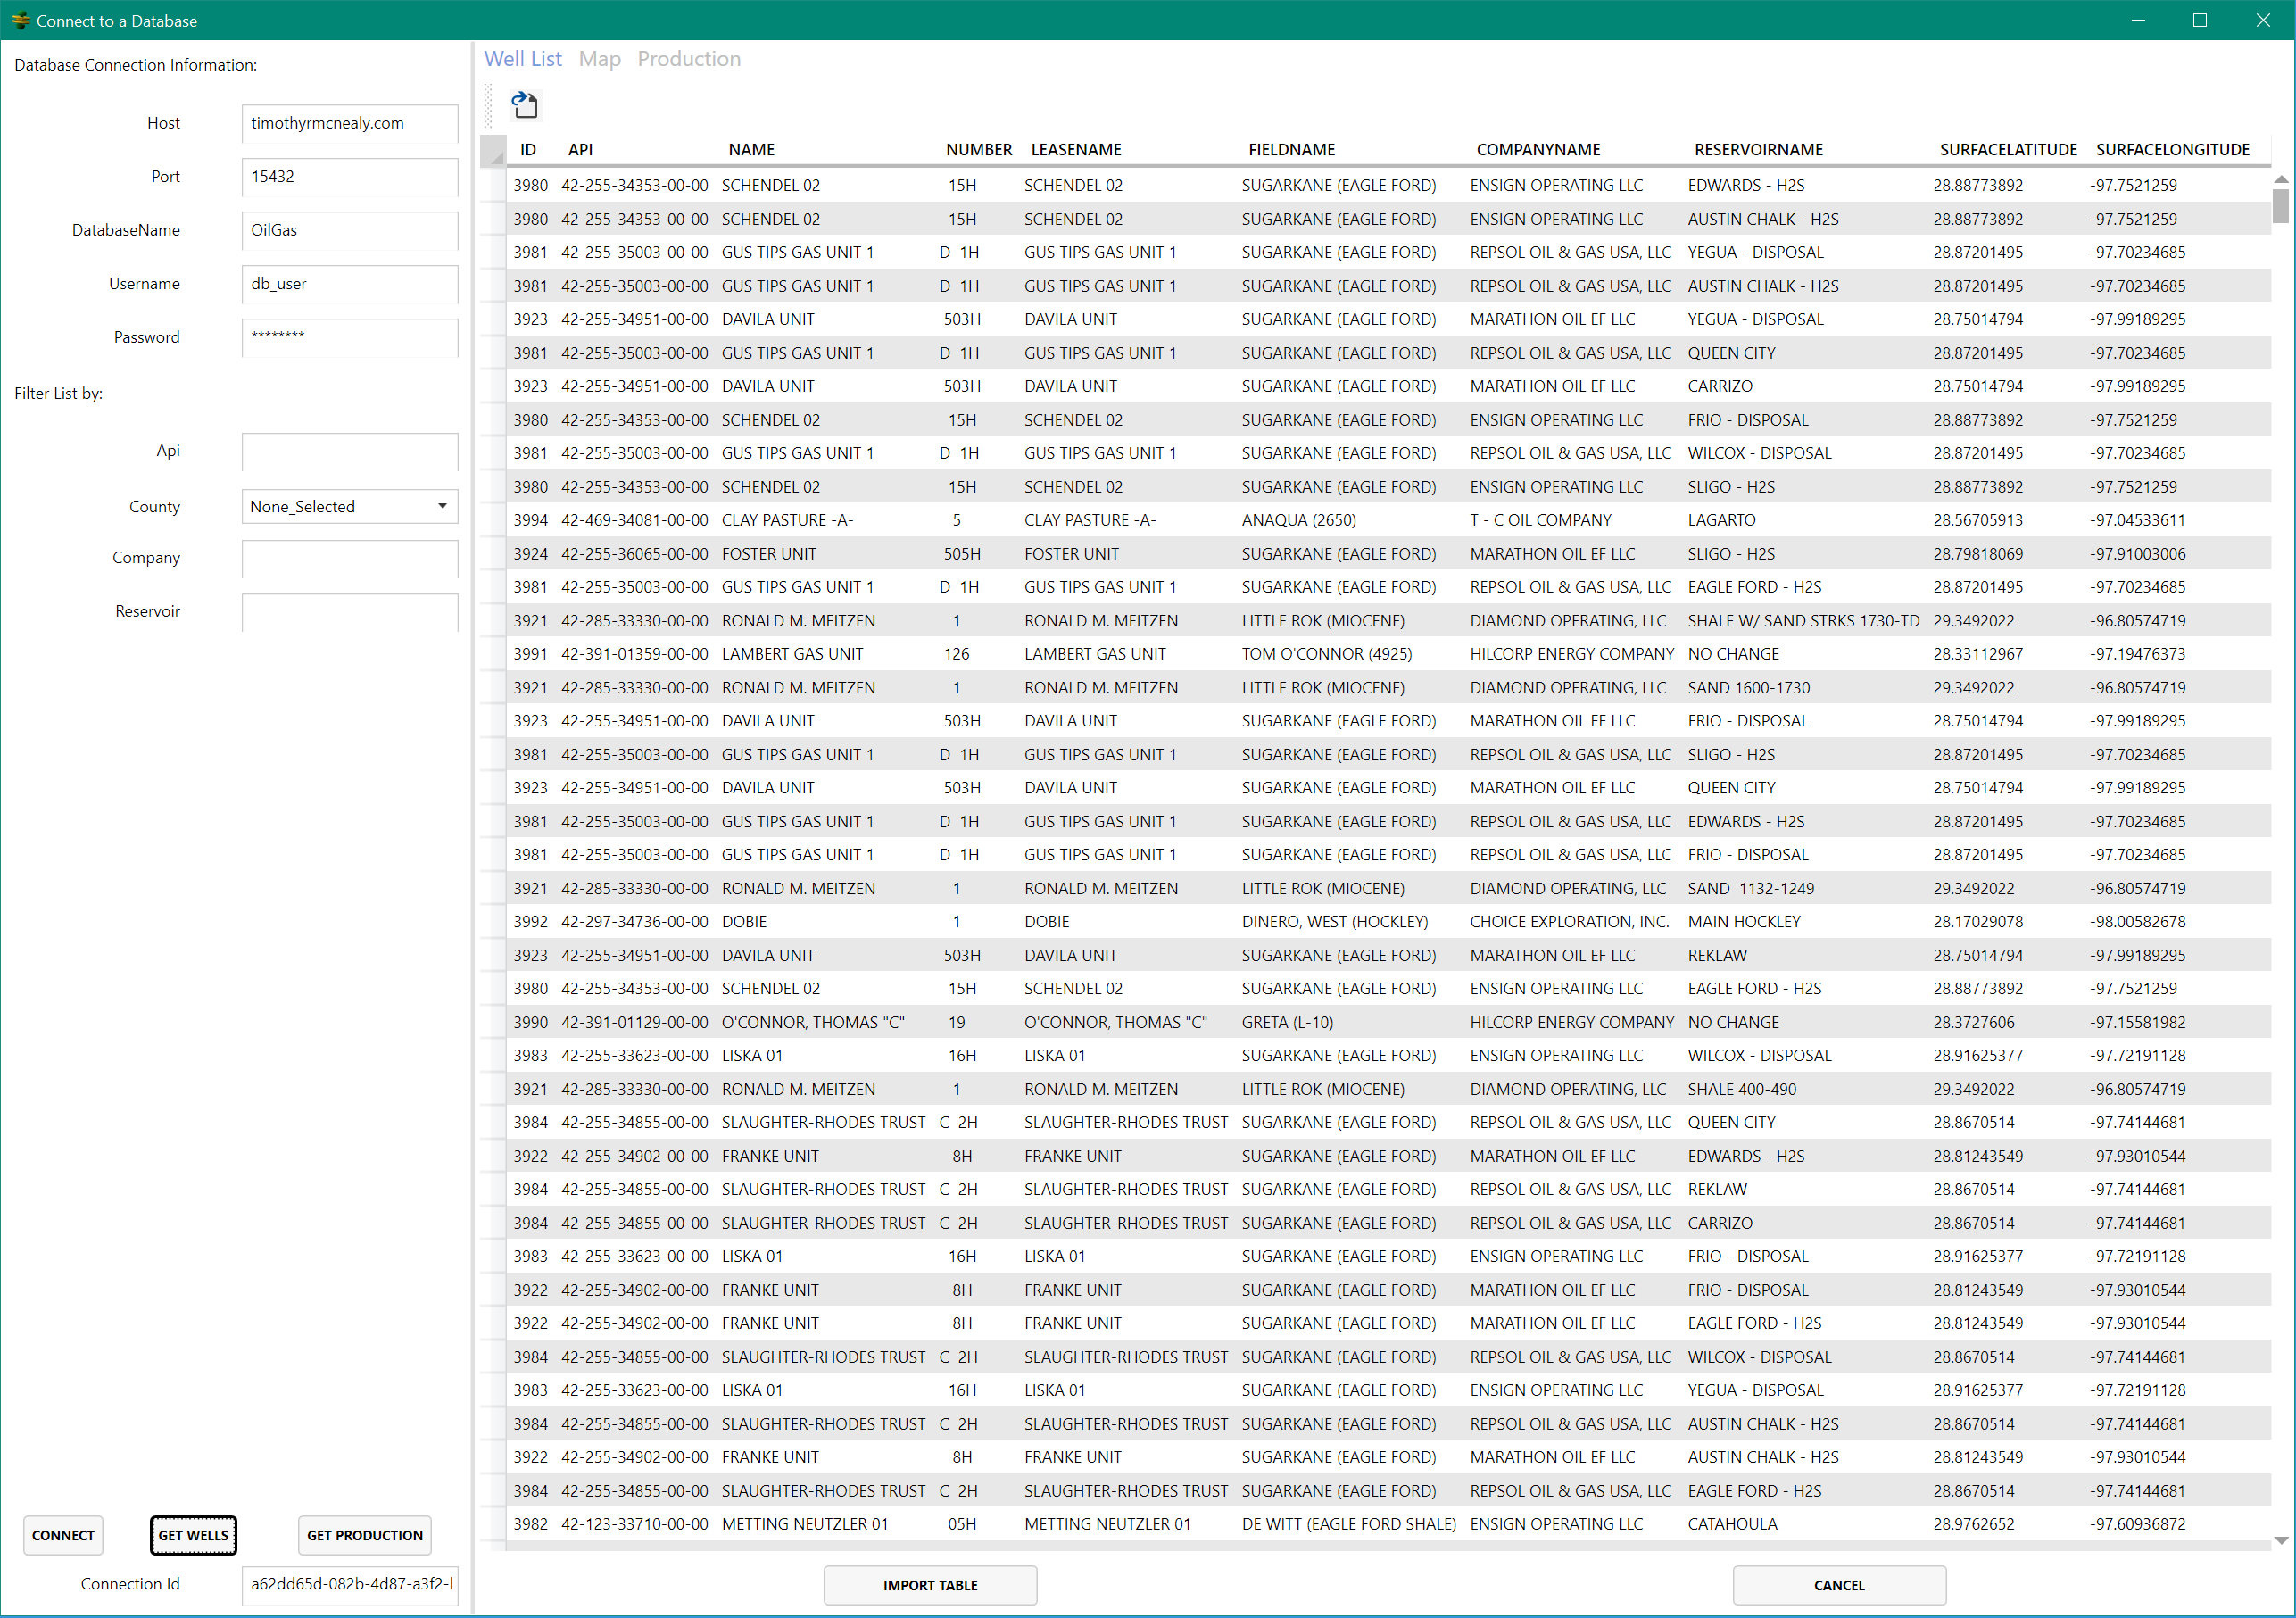 Connect to a Database
Database Connection Information:
Host timothyrmcnealy.com
Port 15432
DatabaseName OilGas
Username db_user
Password ********
Filter List by:
Api
County None_Selected
Company
Reservoir
CONNECT GET WELLS GET PRODUCTION
Connection Id a62dd65d-082b-4d87-a3f2-
Well List Map Production
ID API NAME NUMBER LEASENAME FIELDNAME COMPANYNAME RESERVOIRNAME SURFACELATITUDE SURFACELONGITUDE
3980 42-255-34353-00-00 SCHENDEL 02 15H SCHENDEL 02 SUGARKANE (EAGLE FORD) ENSIGN OPERATING LLC EDWARDS - H2S 28.88773892 -97.7521259
3980 42-255-34353-00-00 SCHENDEL 02 15H SCHENDEL 02 SUGARKANE (EAGLE FORD) ENSIGN OPERATING LLC AUSTIN CHALK - H2S 28.88773892 -97.7521259
3981 42-255-35003-00-00 GUS TIPS GAS UNIT 1 D 1H GUS TIPS GAS UNIT 1 SUGARKANE (EAGLE FORD) REPSOL OIL & GAS USA, LLC YEGUA - DISPOSAL 28.87201495 -97.70234685
3981 42-255-35003-00-00 GUS TIPS GAS UNIT 1 D 1H GUS TIPS GAS UNIT 1 SUGARKANE (EAGLE FORD) REPSOL OIL & GAS USA, LLC AUSTIN CHALK - H2S 28.87201495 -97.70234685
3923 42-255-34951-00-00 DAVILA UNIT 503H DAVILA UNIT SUGARKANE (EAGLE FORD) MARATHON OIL EF LLC YEGUA - DISPOSAL 28.75014794 -97.99189295
3981 42-255-35003-00-00 GUS TIPS GAS UNIT 1 D 1H GUS TIPS GAS UNIT 1 SUGARKANE (EAGLE FORD) REPSOL OIL & GAS USA, LLC QUEEN CITY 28.87201495 -97.70234685
3923 42-255-34951-00-00 DAVILA UNIT 503H DAVILA UNIT SUGARKANE (EAGLE FORD) MARATHON OIL EF LLC CARRIZO 28.75014794 -97.99189295
3980 42-255-34353-00-00 SCHENDEL 02 15H SCHENDEL 02 SUGARKANE (EAGLE FORD) ENSIGN OPERATING LLC FRIO - DISPOSAL 28.88773892 -97.7521259
3981 42-255-35003-00-00 GUS TIPS GAS UNIT 1 D 1H GUS TIPS GAS UNIT 1 SUGARKANE (EAGLE FORD) REPSOL OIL & GAS USA, LLC WILCOX - DISPOSAL 28.87201495 -97.70234685
3980 42-255-34353-00-00 SCHENDEL 02 15H SCHENDEL 02 SUGARKANE (EAGLE FORD) ENSIGN OPERATING LLC SLIGO - H2S 28.88773892 -97.7521259
3994 42-469-34081-00-00 CLAY PASTURE -A- 5 CLAY PASTURE -A- ANAQUA (2650) T - C OIL COMPANY LAGARTO 28.56705913 -97.04533611
3924 42-255-36065-00-00 FOSTER UNIT 505H FOSTER UNIT SUGARKANE (EAGLE FORD) MARATHON OIL EF LLC SLIGO - H2S 28.79818069 -97.91003006
3981 42-255-35003-00-00 GUS TIPS GAS UNIT 1 D 1H GUS TIPS GAS UNIT 1 SUGARKANE (EAGLE FORD) REPSOL OIL & GAS USA, LLC EAGLE FORD - H2S 28.87201495 -97.70234685
3921 42-285-33330-00-00 RONALD M. MEITZEN 1 RONALD M. MEITZEN LITTLE ROK (MIOCENE) DIAMOND OPERATING, LLC SHALE W/ SAND STRKS 1730-TD 29.3492022 -96.80574719
3991 42-391-01359-00-00 LAMBERT GAS UNIT 126 LAMBERT GAS UNIT TOM O'CONNOR (4925) HILCORP ENERGY COMPANY NO CHANGE 28.33112967 -97.19476373
3921 42-285-33330-00-00 RONALD M. MEITZEN 1 RONALD M. MEITZEN LITTLE ROK (MIOCENE) DIAMOND OPERATING, LLC SAND 1600-1730 29.3492022 -96.80574719
3923 42-255-34951-00-00 DAVILA UNIT 503H DAVILA UNIT SUGARKANE (EAGLE FORD) MARATHON OIL EF LLC FRIO - DISPOSAL 28.75014794 -97.99189295
3981 42-255-35003-00-00 GUS TIPS GAS UNIT 1 D 1H GUS TIPS GAS UNIT 1 SUGARKANE (EAGLE FORD) REPSOL OIL & GAS USA, LLC SLIGO - H2S 28.87201495 -97.70234685
3923 42-255-34951-00-00 DAVILA UNIT 503H DAVILA UNIT SUGARKANE (EAGLE FORD) MARATHON OIL EF LLC QUEEN CITY 28.75014794 -97.99189295
3981 42-255-35003-00-00 GUS TIPS GAS UNIT 1 D 1H GUS TIPS GAS UNIT 1 SUGARKANE (EAGLE FORD) REPSOL OIL & GAS USA, LLC EDWARDS - H2S 28.87201495 -97.70234685
3981 42-255-35003-00-00 GUS TIPS GAS UNIT 1 D 1H GUS TIPS GAS UNIT 1 SUGARKANE (EAGLE FORD) REPSOL OIL & GAS USA, LLC FRIO - DISPOSAL 28.87201495 -97.70234685
3921 42-285-33330-00-00 RONALD M. MEITZEN 1 RONALD M. MEITZEN LITTLE ROK (MIOCENE) DIAMOND OPERATING, LLC SAND 1132-1249 29.3492022 -96.80574719
3992 42-297-34736-00-00 DOBIE 1 DOBIE DINERO, WEST (HOCKLEY) CHOICE EXPLORATION, INC. MAIN HOCKLEY 28.17029078 -98.00582678
3923 42-255-34951-00-00 DAVILA UNIT 503H DAVILA UNIT SUGARKANE (EAGLE FORD) MARATHON OIL EF LLC REKLAW 28.75014794 -97.99189295
3980 42-255-34353-00-00 SCHENDEL 02 15H SCHENDEL 02 SUGARKANE (EAGLE FORD) ENSIGN OPERATING LLC EAGLE FORD - H2S 28.88773892 -97.7521259
3990 42-391-01129-00-00 O'CONNOR, THOMAS "C" 19 O'CONNOR, THOMAS "C" GRETA (L-10) HILCORP ENERGY COMPANY NO CHANGE 28.3727606 -97.15581982
3983 42-255-33623-00-00 LISKA 01 16H LISKA 01 SUGARKANE (EAGLE FORD) ENSIGN OPERATING LLC WILCOX - DISPOSAL 28.91625377 -97.72191128
3921 42-285-33330-00-00 RONALD M. MEITZEN 1 RONALD M. MEITZEN LITTLE ROK (MIOCENE) DIAMOND OPERATING, LLC SHALE 400-490 29.3492022 -96.80574719
3984 42-255-34855-00-00 SLAUGHTER-RHODES TRUST C 2H SLAUGHTER-RHODES TRUST SUGARKANE (EAGLE FORD) REPSOL OIL & GAS USA, LLC QUEEN CITY 28.8670514 -97.74144681
3922 42-255-34902-00-00 FRANKE UNIT 8H FRANKE UNIT SUGARKANE (EAGLE FORD) MARATHON OIL EF LLC EDWARDS - H2S 28.81243549 -97.93010544
3984 42-255-34855-00-00 SLAUGHTER-RHODES TRUST C 2H SLAUGHTER-RHODES TRUST SUGARKANE (EAGLE FORD) REPSOL OIL & GAS USA, LLC REKLAW 28.8670514 -97.74144681
3984 42-255-34855-00-00 SLAUGHTER-RHODES TRUST C 2H SLAUGHTER-RHODES TRUST SUGARKANE (EAGLE FORD) REPSOL OIL & GAS USA, LLC CARRIZO 28.8670514 -97.74144681
3983 42-255-33623-00-00 LISKA 01 16H LISKA 01 SUGARKANE (EAGLE FORD) ENSIGN OPERATING LLC FRIO - DISPOSAL 28.91625377 -97.72191128
3922 42-255-34902-00-00 FRANKE UNIT 8H FRANKE UNIT SUGARKANE (EAGLE FORD) MARATHON OIL EF LLC FRIO - DISPOSAL 28.81243549 -97.93010544
3922 42-255-34902-00-00 FRANKE UNIT 8H FRANKE UNIT SUGARKANE (EAGLE FORD) MARATHON OIL EF LLC EAGLE FORD - H2S 28.81243549 -97.93010544
3984 42-255-34855-00-00 SLAUGHTER-RHODES TRUST C 2H SLAUGHTER-RHODES TRUST SUGARKANE (EAGLE FORD) REPSOL OIL & GAS USA, LLC WILCOX - DISPOSAL 28.8670514 -97.74144681
3983 42-255-33623-00-00 LISKA 01 16H LISKA 01 SUGARKANE (EAGLE FORD) ENSIGN OPERATING LLC YEGUA - DISPOSAL 28.91625377 -97.72191128
3984 42-255-34855-00-00 SLAUGHTER-RHODES TRUST C 2H SLAUGHTER-RHODES TRUST SUGARKANE (EAGLE FORD) REPSOL OIL & GAS USA, LLC AUSTIN CHALK - H2S 28.8670514 -97.74144681
3922 42-255-34902-00-00 FRANKE UNIT 8H FRANKE UNIT SUGARKANE (EAGLE FORD) MARATHON OIL EF LLC AUSTIN CHALK - H2S 28.81243549 -97.93010544
3984 42-255-34855-00-00 SLAUGHTER-RHODES TRUST C 2H SLAUGHTER-RHODES TRUST SUGARKANE (EAGLE FORD) REPSOL OIL & GAS USA, LLC EAGLE FORD - H2S 28.8670514 -97.74144681
3982 42-123-33710-00-00 METTING NEUTZLER 01 05H METTING NEUTZLER 01 DE WITT (EAGLE FORD SHALE) ENSIGN OPERATING LLC CATAHOULA 28.9762652 -97.60936872
IMPORT TABLE CANCEL